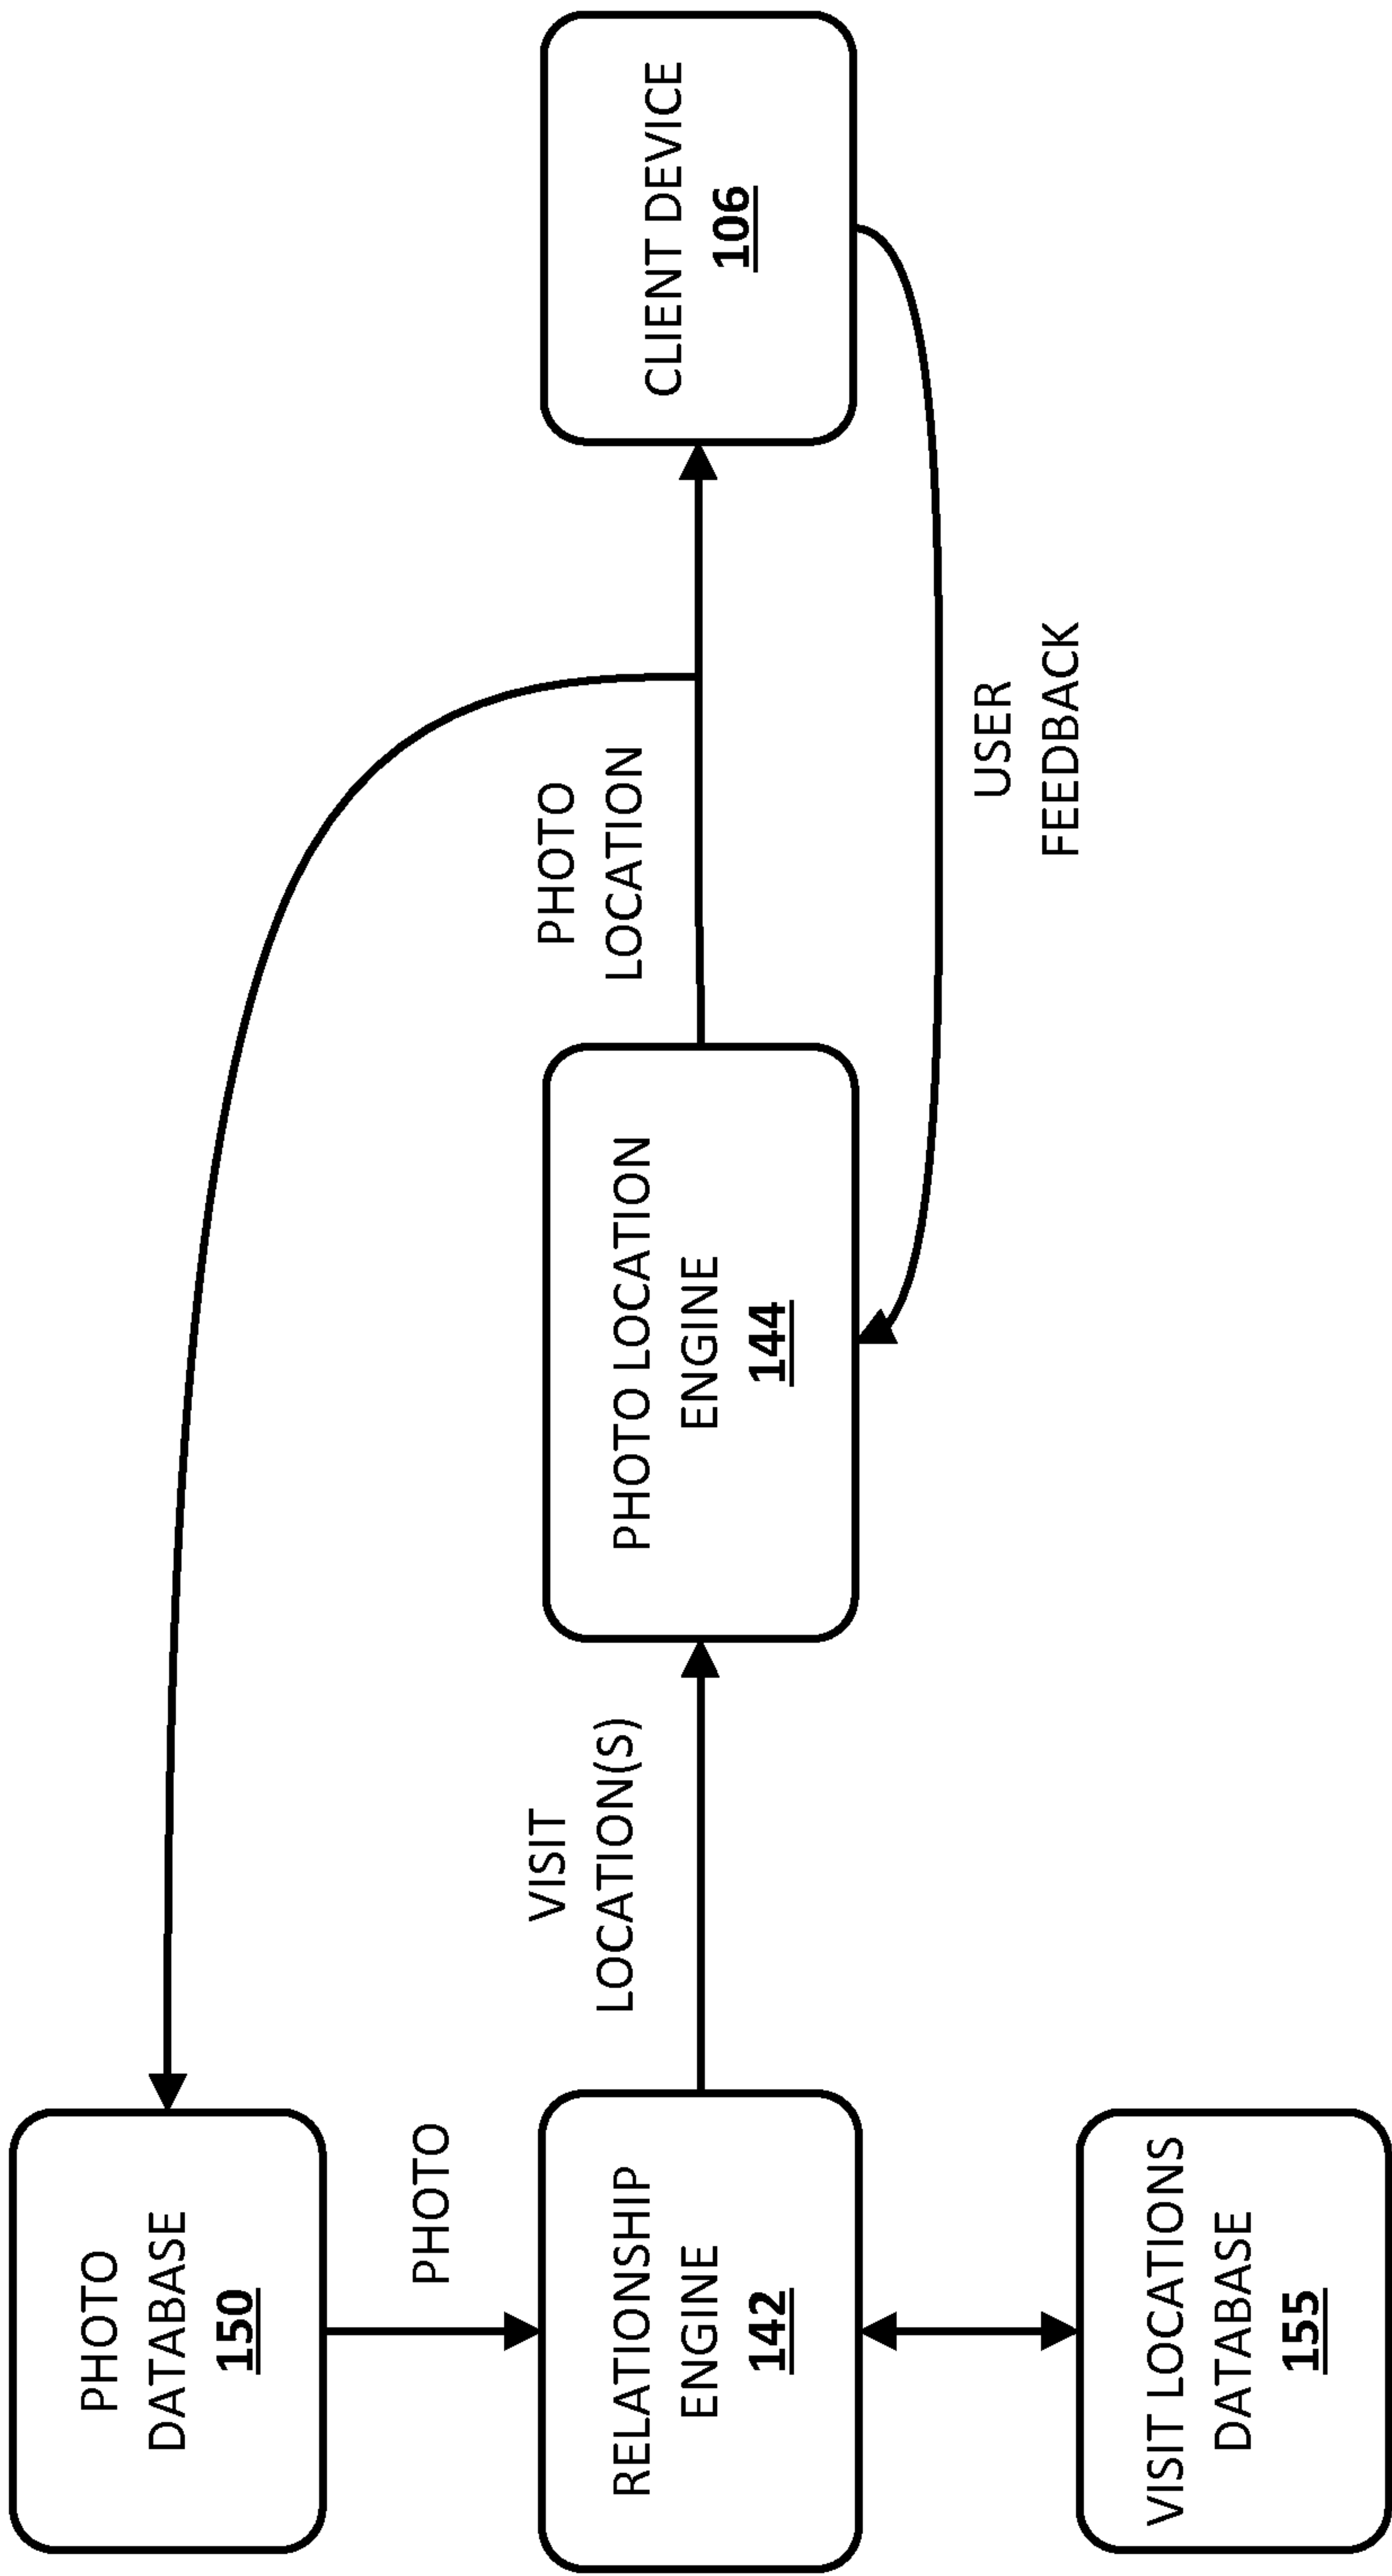 PHOTO
DATABASE
150
PHOTO
RELATIONSHIP
ENGINE
142
VISIT LOCATIONS
DATABASE
155
VISIT
LOCATION(S)
PHOTO LOCATION
ENGINE
144
PHOTO
LOCATION
CLIENT DEVICE
106
USER
FEEDBACK